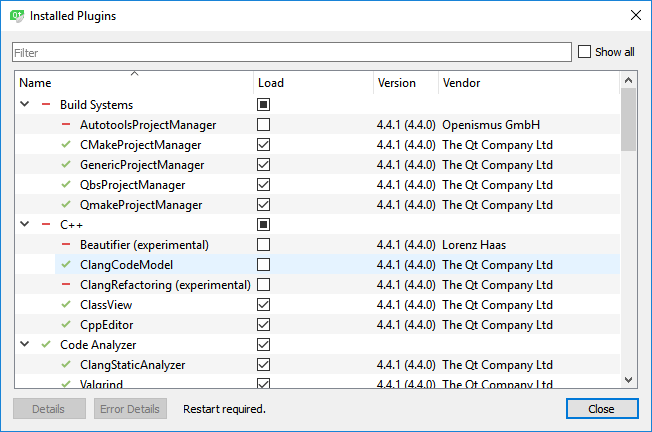 Installed Plugins
Filter Show all
Name Load Version Vendor
Build Systems
AutotoolsProjectManager 4.4.1 (4.4.0) Openismus GmbH
CMakeProjectManager 4.4.1 (4.4.0) The Qt Company Ltd
GenericProjectManager 4.4.1 (4.4.0) The Qt Company Ltd
QbsProjectManager 4.4.1 (4.4.0) The Qt Company Ltd
QmakeProjectManager 4.4.1 (4.4.0) The Qt Company Ltd
C++
Beautifier (experimental) 4.4.1 (4.4.0) Lorenz Haas
ClangCodeModel 4.4.1 (4.4.0) The Qt Company Ltd
ClangRefactoring (experimental) 4.4.1 (4.4.0) The Qt Company Ltd
ClassView 4.4.1 (4.4.0) The Qt Company Ltd
CppEditor 4.4.1 (4.4.0) The Qt Company Ltd
Code Analyzer
ClangStaticAnalyzer 4.4.1 (4.4.0) The Qt Company Ltd
Valgrind 4.4.1 (4.4.0) The Qt Company Ltd
Details Error Details Restart required. Close